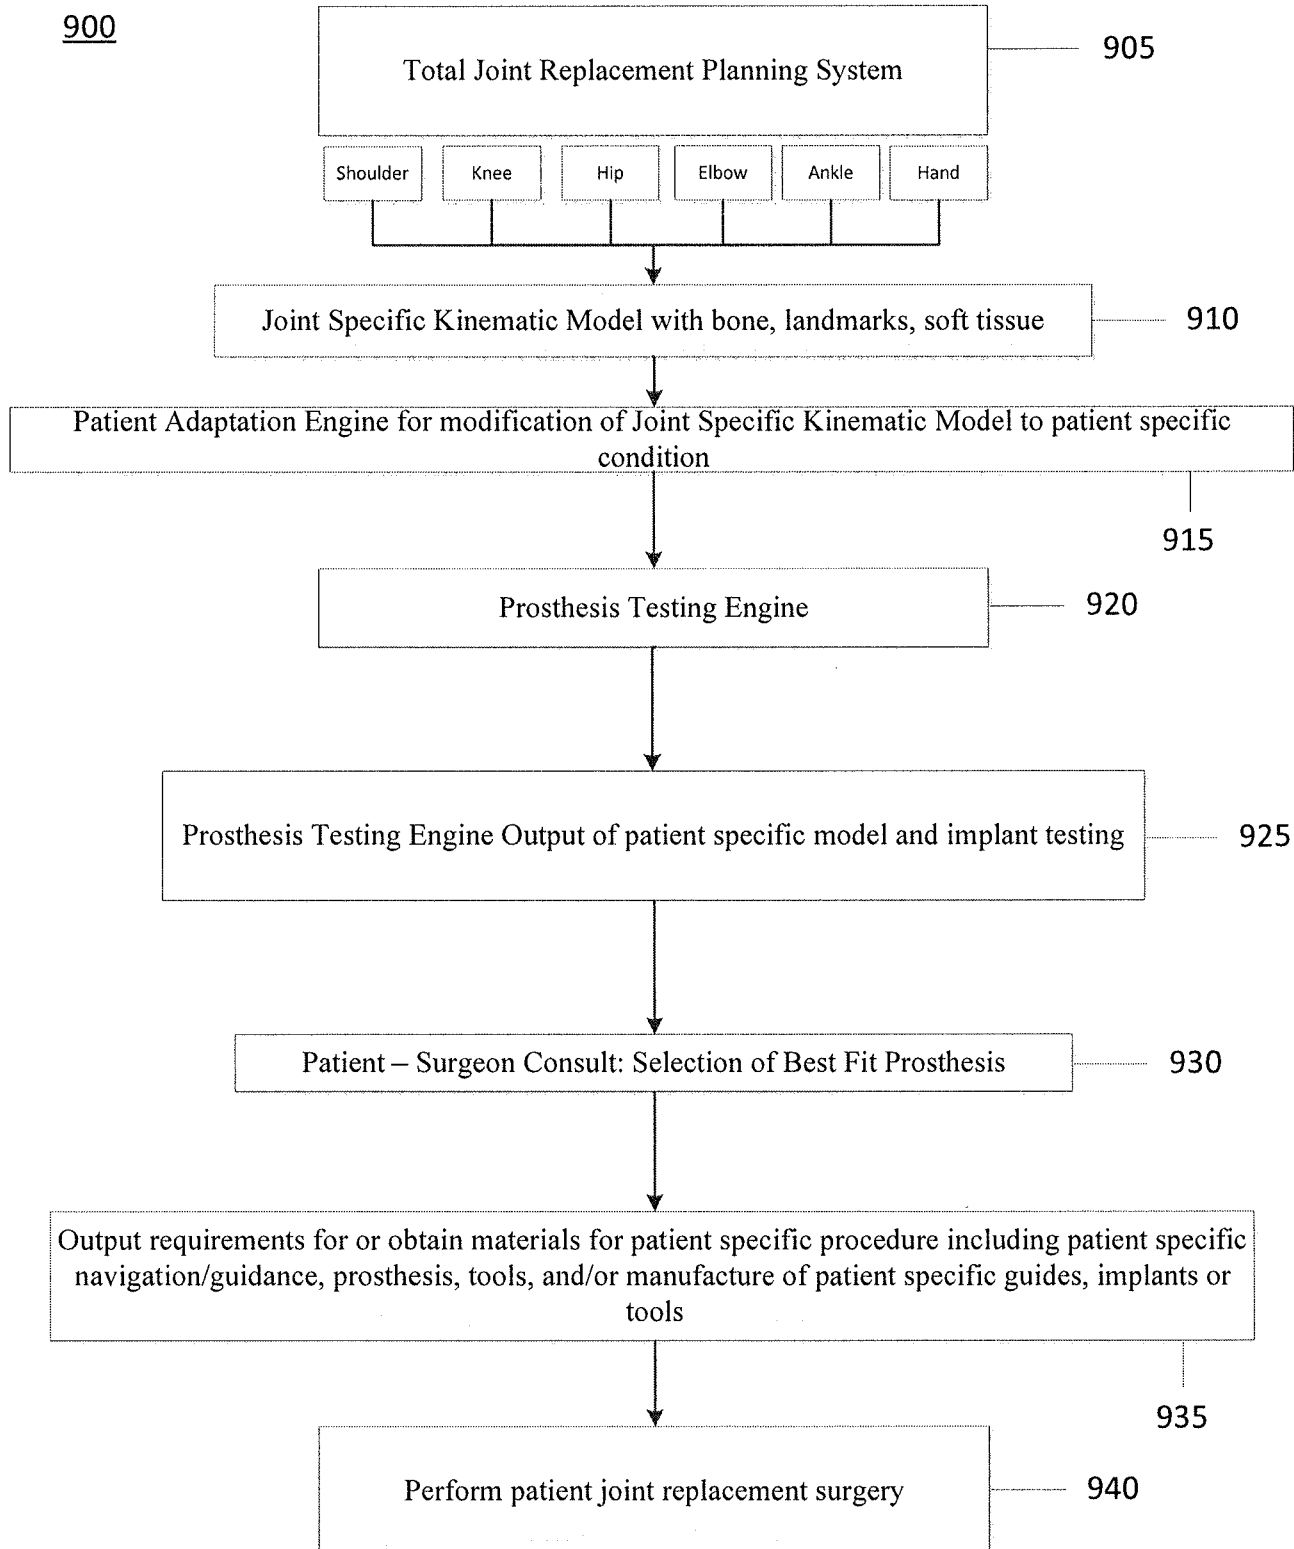 900
Total Joint Replacement Planning System
905
Shoulder
Knee
Hip
Elbow
Ankle
Hand
Joint Specific Kinematic Model with bone, landmarks, soft tissue
910
Patient Adaptation Engine for modification of Joint Specific Kinematic Model to patient specific
condition
915
Prosthesis Testing Engine
920
Prosthesis Testing Engine Output of patient specific model and implant testing
925
Patient – Surgeon Consult: Selection of Best Fit Prosthesis
930
Output requirements for or obtain materials for patient specific procedure including patient specific
navigation/guidance, prosthesis, tools, and/or manufacture of patient specific guides, implants or
tools
935
Perform patient joint replacement surgery
940